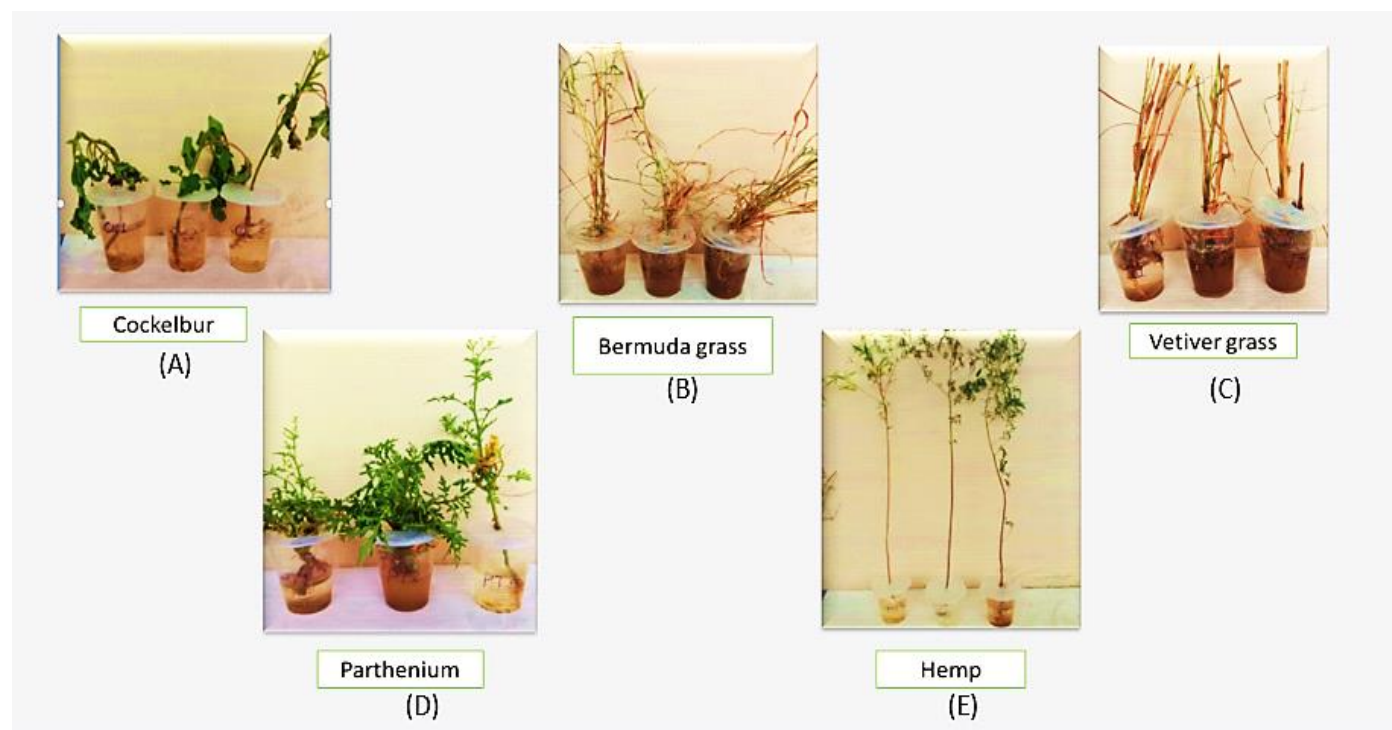 Cockelbur
(A)
Bermuda grass
(B)
Vetiver grass
(C)
Parthenium
(D)
Hemp
(E)